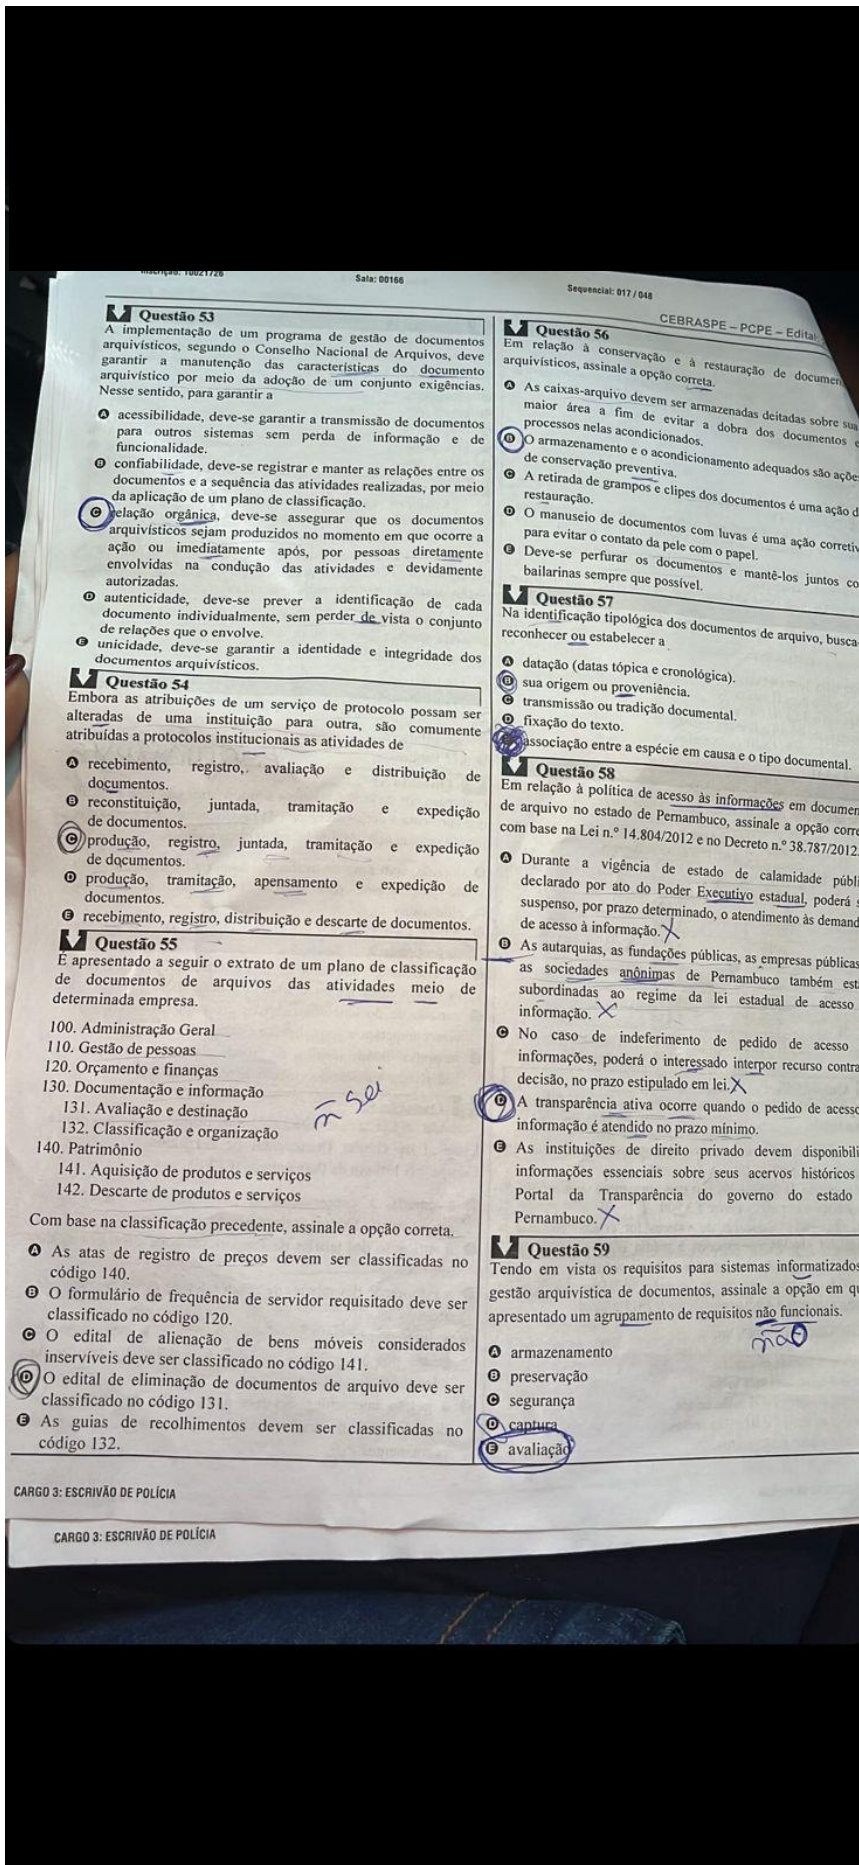 Inscrição: 10021726
Sala: 00166
Sequencial: 017 / 048
CEBRASPE – PCPE – Edital:
Questão 53
A implementação de um programa de gestão de documentos
arquivísticos, segundo o Conselho Nacional de Arquivos, deve
garantir a manutenção das características do documento
arquivístico por meio da adoção de um conjunto exigências.
Nesse sentido, para garantir a
A acessibilidade, deve-se garantir a transmissão de documentos
para outros sistemas sem perda de informação e de
funcionalidade.
B confiabilidade, deve-se registrar e manter as relações entre os
documentos e a sequência das atividades realizadas, por meio
da aplicação de um plano de classificação.
C relação orgânica, deve-se assegurar que os documentos
arquivísticos sejam produzidos no momento em que ocorre a
ação ou imediatamente após, por pessoas diretamente
envolvidas na condução das atividades e devidamente
autorizadas.
D autenticidade, deve-se prever a identificação de cada
documento individualmente, sem perder de vista o conjunto
de relações que o envolve.
E unicidade, deve-se garantir a identidade e integridade dos
documentos arquivísticos.
Questão 54
Embora as atribuições de um serviço de protocolo possam ser
alteradas de uma instituição para outra, são comumente
atribuídas a protocolos institucionais as atividades de
A recebimento, registro, avaliação e distribuição de
documentos.
B reconstituição, juntada, tramitação e expedição
de documentos.
C produção, registro, juntada, tramitação e expedição
de documentos.
D produção, tramitação, apensamento e expedição de
documentos.
E recebimento, registro, distribuição e descarte de documentos.
Questão 55
É apresentado a seguir o extrato de um plano de classificação
de documentos de arquivos das atividades meio de
determinada empresa.
100. Administração Geral
110. Gestão de pessoas
120. Orçamento e finanças
130. Documentação e informação
131. Avaliação e destinação
132. Classificação e organização
140. Patrimônio
141. Aquisição de produtos e serviços
142. Descarte de produtos e serviços
ñ sei
Com base na classificação precedente, assinale a opção correta.
A As atas de registro de preços devem ser classificadas no
código 140.
B O formulário de frequência de servidor requisitado deve ser
classificado no código 120.
C O edital de alienação de bens móveis considerados
inservíveis deve ser classificado no código 141.
D O edital de eliminação de documentos de arquivo deve ser
classificado no código 131.
E As guias de recolhimentos devem ser classificadas no
código 132.
Questão 56
Em relação à conservação e à restauração de documen
arquivísticos, assinale a opção correta.
A As caixas-arquivo devem ser armazenadas deitadas sobre sua
maior área a fim de evitar a dobra dos documentos e
processos nelas acondicionados.
B O armazenamento e o acondicionamento adequados são ações
de conservação preventiva.
C A retirada de grampos e clipes dos documentos é uma ação d
restauração.
D O manuseio de documentos com luvas é uma ação corretiv
para evitar o contato da pele com o papel.
E Deve-se perfurar os documentos e mantê-los juntos co
bailarinas sempre que possível.
Questão 57
Na identificação tipológica dos documentos de arquivo, busca-
reconhecer ou estabelecer a
A datação (datas tópica e cronológica).
B sua origem ou proveniência.
C transmissão ou tradição documental.
D fixação do texto.
associação entre a espécie em causa e o tipo documental.
Questão 58
Em relação à política de acesso às informações em documen
de arquivo no estado de Pernambuco, assinale a opção corre
com base na Lei n.º 14.804/2012 e no Decreto n.º 38.787/2012.
A Durante a vigência de estado de calamidade públi
declarado por ato do Poder Executivo estadual, poderá s
suspenso, por prazo determinado, o atendimento às demand
de acesso à informação. X
B As autarquias, as fundações públicas, as empresas públicas
as sociedades anônimas de Pernambuco também est
subordinadas ao regime da lei estadual de acesso
informação. X
C No caso de indeferimento de pedido de acesso
informações, poderá o interessado interpor recurso contra
decisão, no prazo estipulado em lei. X
D A transparência ativa ocorre quando o pedido de acesso
informação é atendido no prazo mínimo.
E As instituições de direito privado devem disponibili
informações essenciais sobre seus acervos históricos
Portal da Transparência do governo do estado
Pernambuco. X
Questão 59
Tendo em vista os requisitos para sistemas informatizados
gestão arquivística de documentos, assinale a opção em qu
apresentado um agrupamento de requisitos não funcionais.
não
A armazenamento
B preservação
C segurança
D captura
E avaliação
CARGO 3: ESCRIVÃO DE POLÍCIA
CARGO 3: ESCRIVÃO DE POLÍCIA